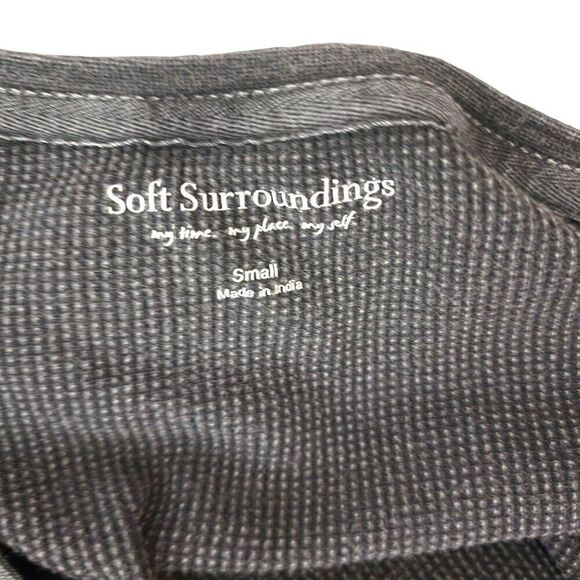 Soft Surroundings
my time. my place. my self.
Small
Made in India